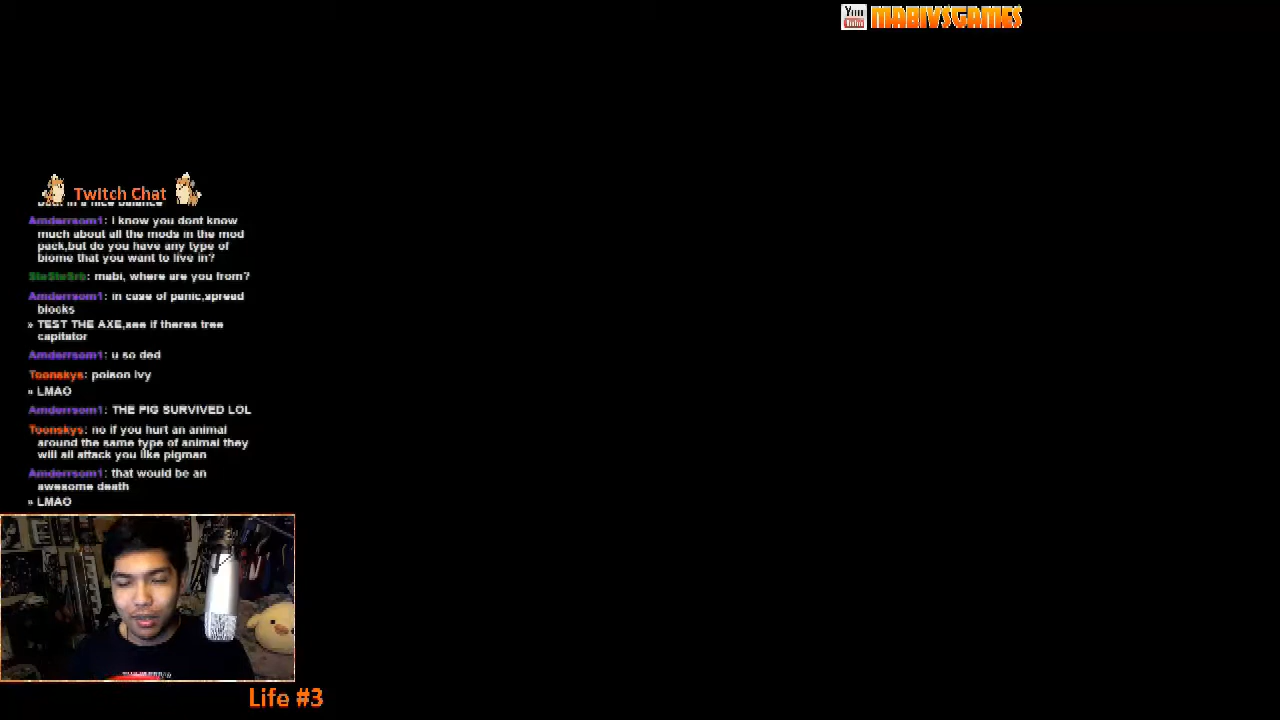 You
Tube
MABIVSGAMES
Twitch Chat
Amderrsom1: i know you dont know
much about all the mods in the mod
pack,but do you have any type of
biome that you want to live in?
mabi, where are you from?
Amderrsom1: in case of panic,spread
blocks
» TEST THE AXE,see if theres tree
capitator
Amderrsom1: u so ded
Toonskys: poison ivy
» LMAO
Amderrsom1: THE PIG SURVIVED LOL
Toonskys: no if you hurt an animal
around the same type of animal they
will all attack you like pigman
Amderrsom1: that would be an
awesome death
» LMAO
Life #3